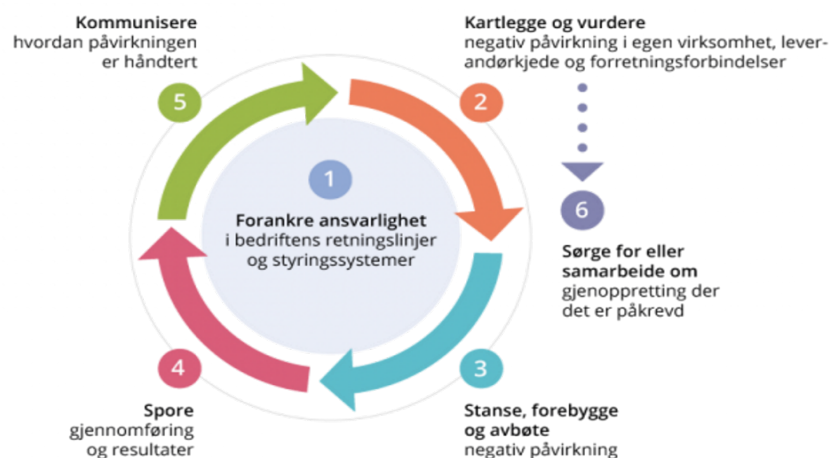 1
Forankre ansvarlighet
i bedriftens retningslinjer
og styringssystemer
2
Kartlegge og vurdere
negativ påvirkning i egen virksomhet, lever-
andørkjede og forretningsforbindelser
3
Stanse, forebygge
og avbøte
negativ påvirkning
4
Spore
gjennomføring
og resultater
5
Kommunisere
hvordan påvirkningen
er håndtert
6
Sørge for eller
samarbeide om
gjenoppretting der
det er påkrevd